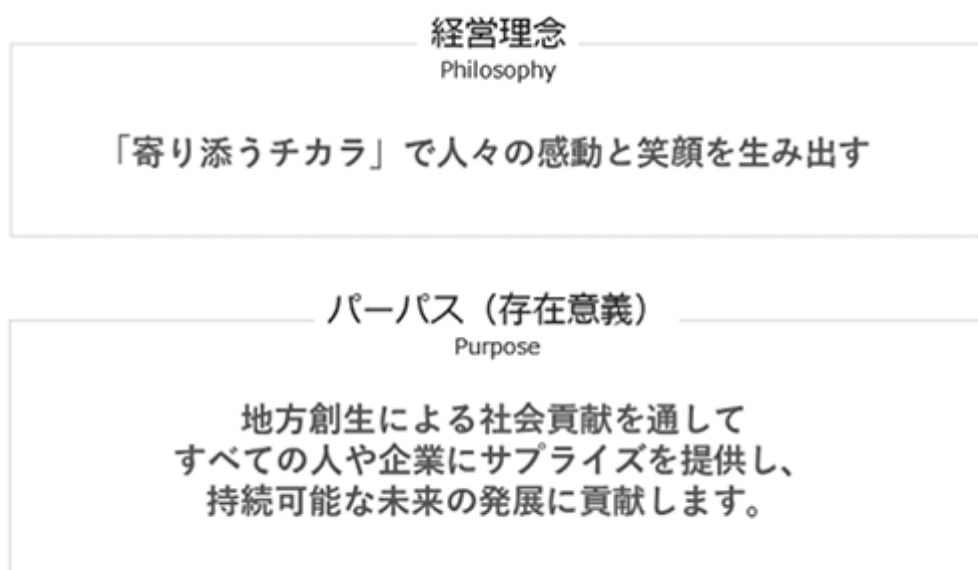 経営理念
Philosophy
「寄り添うチカラ」で人々の感動と笑顔を生み出す
パーパス（存在意義）
Purpose
地方創生による社会貢献を通して
すべての人や企業にサプライズを提供し、
持続可能な未来の発展に貢献します。